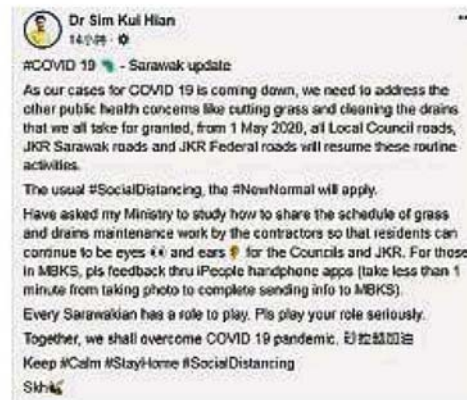 Dr Sim Kui Hian
14小時
#COVID 19 - Sarawak update
As our cases for COVID 19 is coming down, we need to address the
other public health concerns like cutting grass and cleaning the drains
that we all take for granted, from 1 May 2020, all Local Council roads,
JKR Sarawak roads and JKR Federal roads will resume these routine
activities.
The usual #SocialDistancing, the #NewNormal will apply.
Have asked my Ministry to study how to share the schedule of grass
and drains maintenance work by the contractors so that residents can
continue to be eyes 👀 and ears 👂 for the Councils and JKR. For those
in MBKS, pls feedback thru iPeople handphone apps (take less than 1
minute from taking photo to complete sending info to MBKS).
Every Sarawakian has a role to play. Pls play your role seriously.
Together, we shall overcome COVID 19 pandemic. 加油
Keep #Calm #StayHome #SocialDistancing
Skh